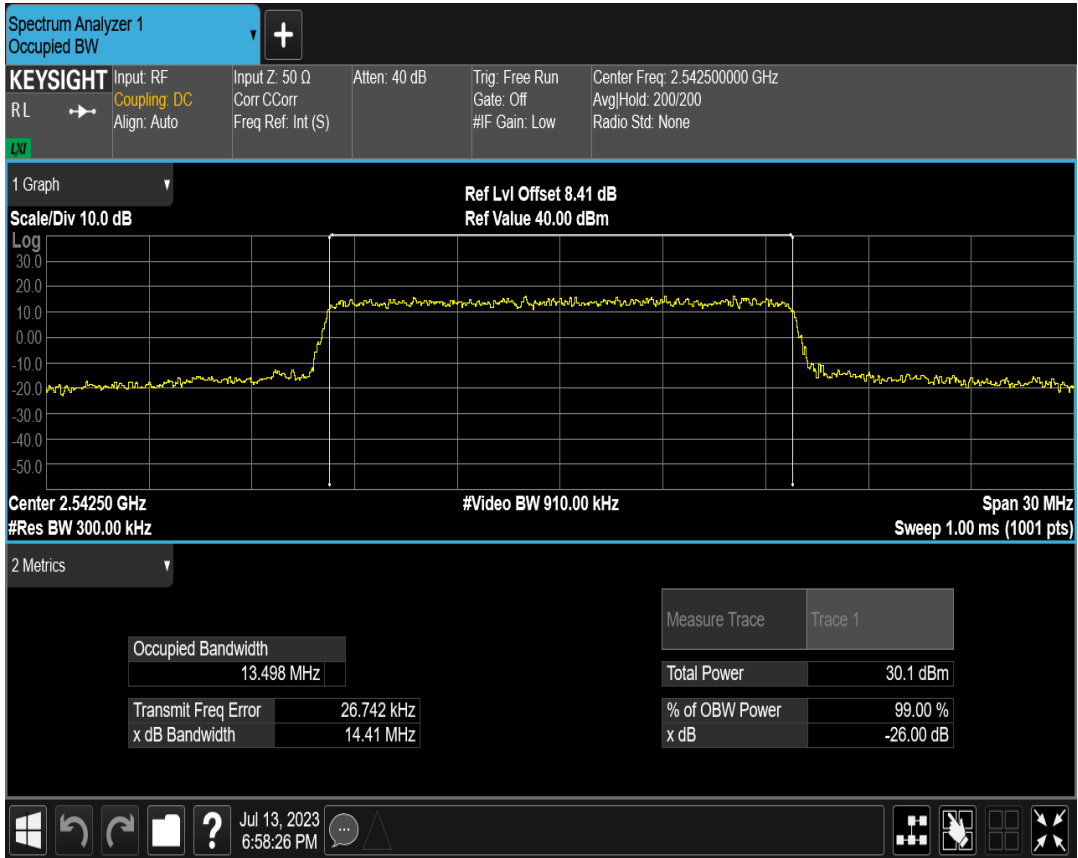 Spectrum Analyzer 1
Occupied BW
+
KEYSIGHT
R L
LXI
Input: RF
Coupling: DC
Align: Auto
Input Z: 50 Ω
Corr CCorr
Freq Ref: Int (S)
Atten: 40 dB
Trig: Free Run
Gate: Off
#IF Gain: Low
Center Freq: 2.542500000 GHz
Avg|Hold: 200/200
Radio Std: None
1 Graph
Scale/Div 10.0 dB
Ref Lvl Offset 8.41 dB
Ref Value 40.00 dBm
Log
30.0
20.0
10.0
0.00
-10.0
-20.0
-30.0
-40.0
-50.0
Center 2.54250 GHz
#Video BW 910.00 kHz
Span 30 MHz
#Res BW 300.00 kHz
Sweep 1.00 ms (1001 pts)
2 Metrics
Measure Trace Trace 1
Occupied Bandwidth
13.498 MHz
Total Power 30.1 dBm
Transmit Freq Error 26.742 kHz
% of OBW Power 99.00 %
x dB Bandwidth 14.41 MHz
x dB -26.00 dB
?
Jul 13, 2023
6:58:26 PM